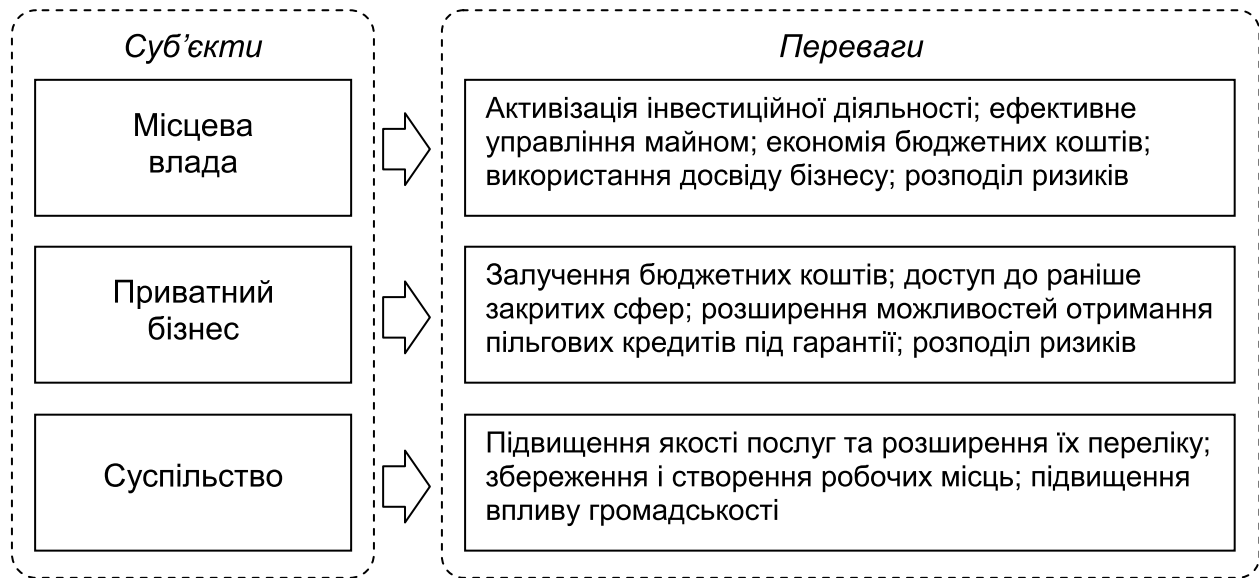 Суб’єкти
Переваги
Місцева
влада
Активізація інвестиційної діяльності; ефективне
управління майном; економія бюджетних коштів;
використання досвіду бізнесу; розподіл ризиків
Приватний
бізнес
Залучення бюджетних коштів; доступ до раніше
закритих сфер; розширення можливостей отримання
пільгових кредитів під гарантії; розподіл ризиків
Суспільство
Підвищення якості послуг та розширення їх переліку;
збереження і створення робочих місць; підвищення
впливу громадськості